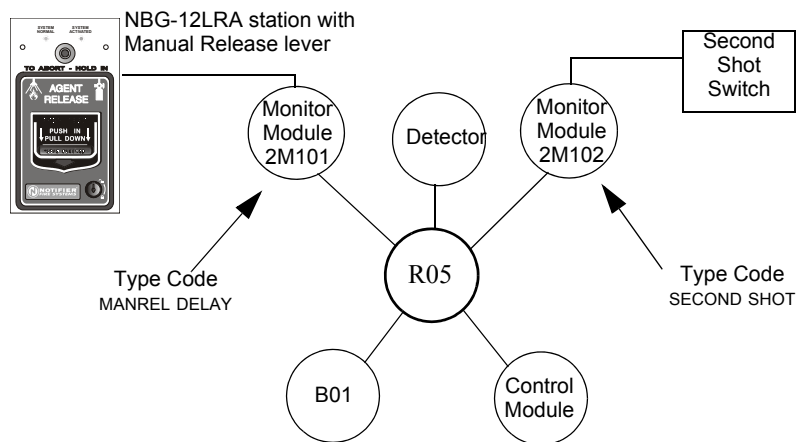 NBG-12LRA station with
Manual Release lever
SYSTEM
NORMAL
SYSTEM
ACTIVATED
TO ABORT - HOLD IN
AGENT
RELEASE
PUSH IN
PULL DOWN
NOTIFIER
FIRE SYSTEMS
Monitor
Module
2M101
Detector
Monitor
Module
2M102
Second
Shot
Switch
R05
Type Code
MANREL DELAY
Type Code
SECOND SHOT
B01
Control
Module